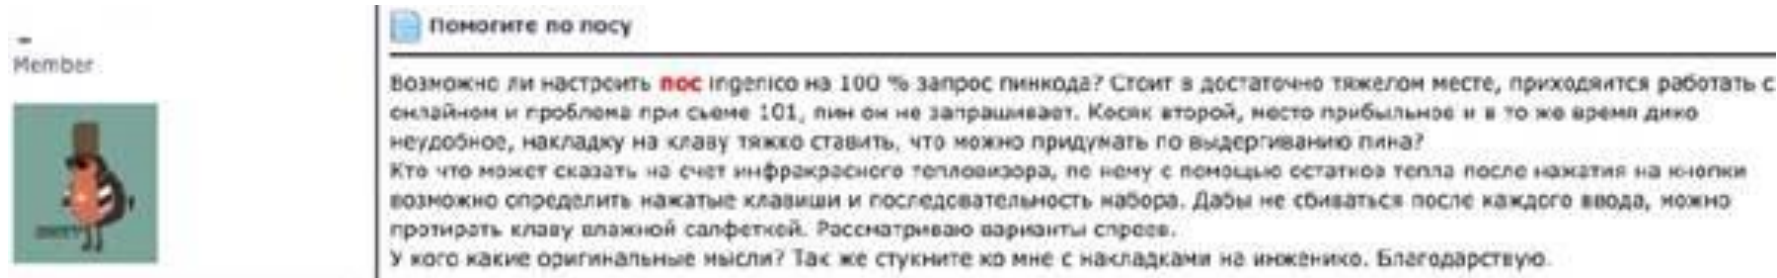 Помогите по посу
Member
Возможно ли настроить пос ingenico на 100 % запрос пинкода? Стоит в достаточно тяжелом месте, приходяится работать с
онлайном и проблема при сьеме 101, пин он не запрашивает. Косяк второй, место прибыльное и в то же время дико
неудобное, накладку на клаву тяжко ставить, что можно придумать по выдергиванию пина?
Кто что может сказать на счет инфракрасного тепловизора, по нему с помощью остатков тепла после нажатия на кнопки
возможно определить нажатые клавиши и последовательность набора. Дабы не сбиваться после каждого ввода, можно
протирать клаву влажной салфеткой. Рассматриваю варианты спреев.
У кого какие оригинальные мысли? Так же стукните ко мне с накладками на инженико. Благодарствую.